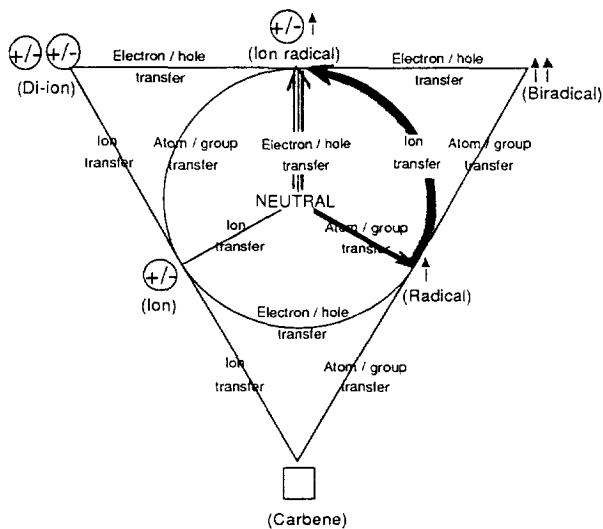 +/-
+/- +/-
(Ion radical)
Electron / hole
transfer
Electron / hole
transfer
(Di-ion)
(Biradical)
Ion
transfer
Atom / group
transfer
Electron / hole
transfer
Ion
transfer
Atom / group
transfer
NEUTRAL
Ion
transfer
Atom / group
transfer
+/-
(Ion)
(Radical)
Electron / hole
transfer
Ion
transfer
Atom / group
transfer
(Carbene)